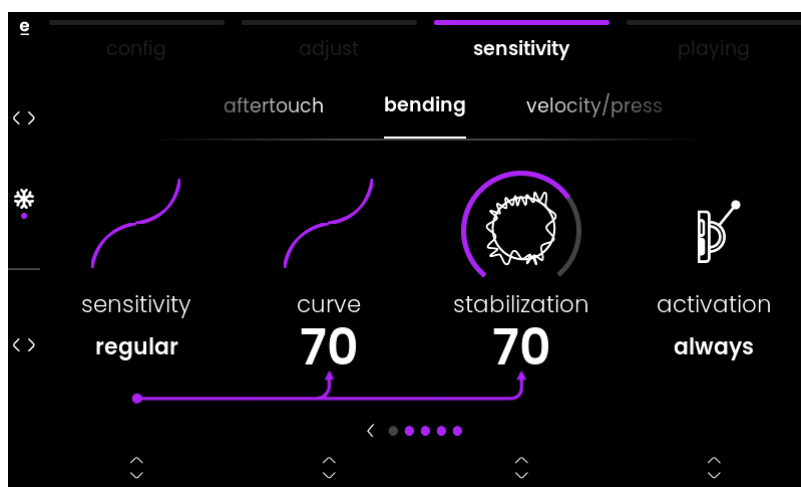 e
config adjust sensitivity playing
aftertouch bending velocity/press
sensitivity curve stabilization activation
regular 70 70 always